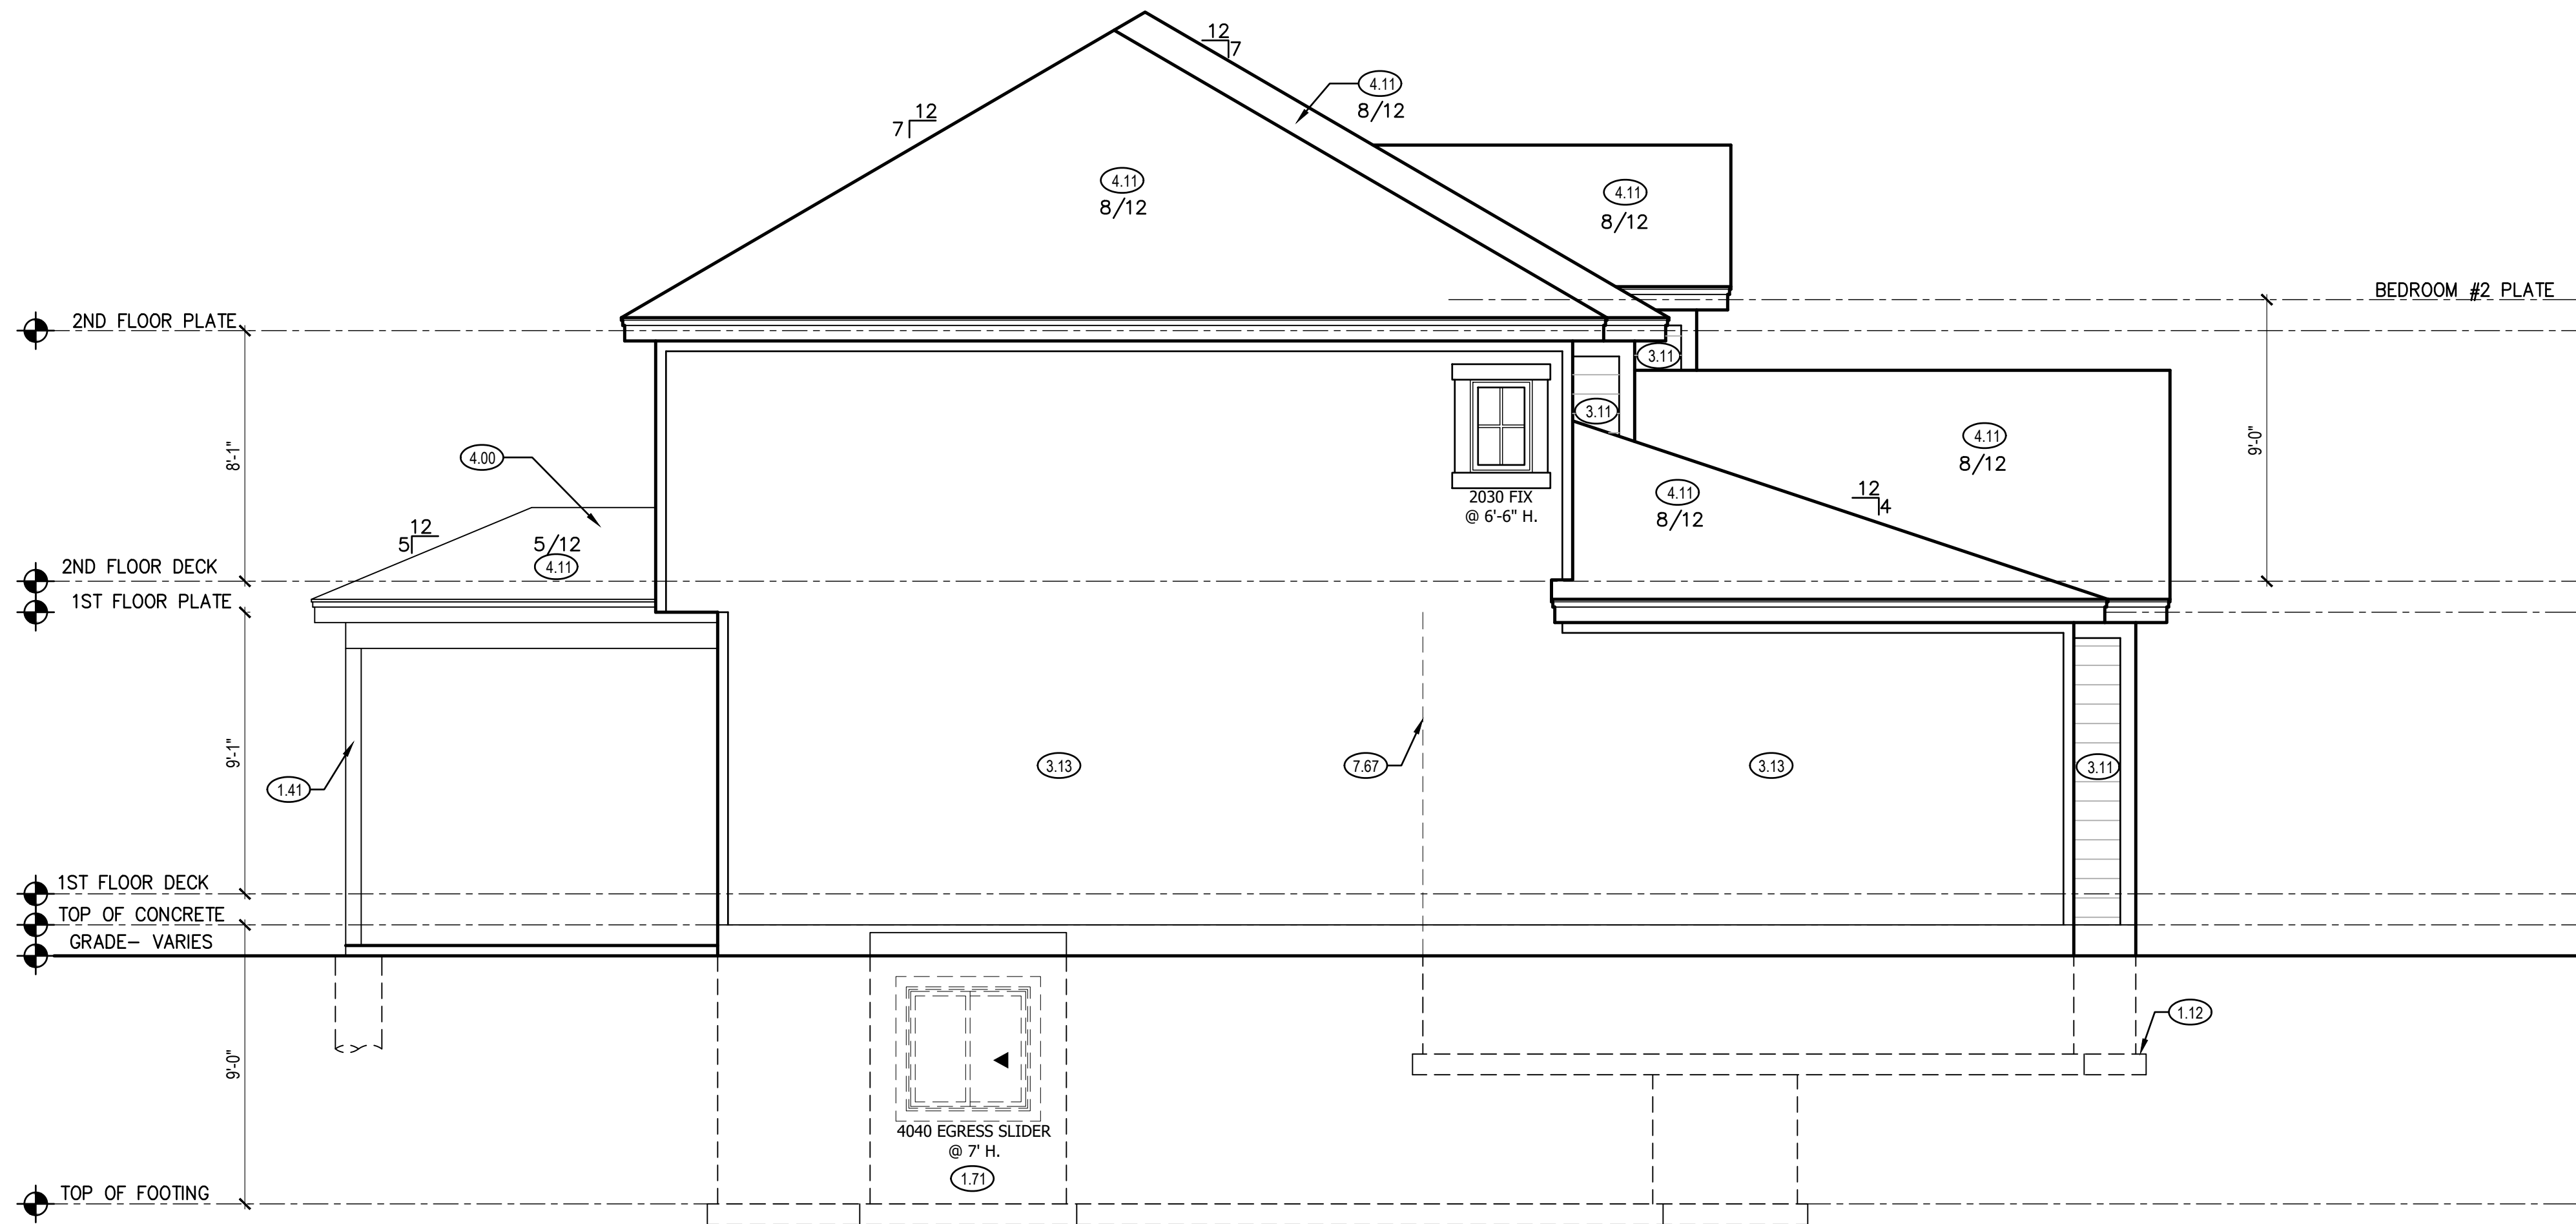 12
7
4.11
8/12
12
7
4.11
8/12
4.11
8/12
BEDROOM #2 PLATE
2ND FLOOR PLATE
3.11
3.11
8'-1"
4.00
4.11
8/12
9'-0"
2030 FIX
@ 6'-6" H.
4.11
8/12
12
4
12
5
5/12
4.11
2ND FLOOR DECK
1ST FLOOR PLATE
9'-1"
1.41
3.13
7.67
3.13
3.11
1ST FLOOR DECK
TOP OF CONCRETE
GRADE- VARIES
1.12
9'-0"
4040 EGRESS SLIDER
@ 7' H.
1.71
TOP OF FOOTING